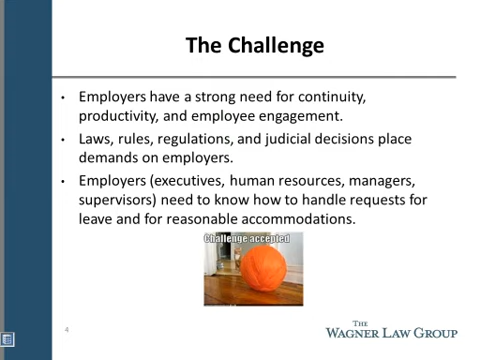 The Challenge
• Employers have a strong need for continuity,
productivity, and employee engagement.
• Laws, rules, regulations, and judicial decisions place
demands on employers.
• Employers (executives, human resources, managers,
supervisors) need to know how to handle requests for
leave and for reasonable accommodations.
Challenge accepted
4
THE
WAGNER LAW GROUP